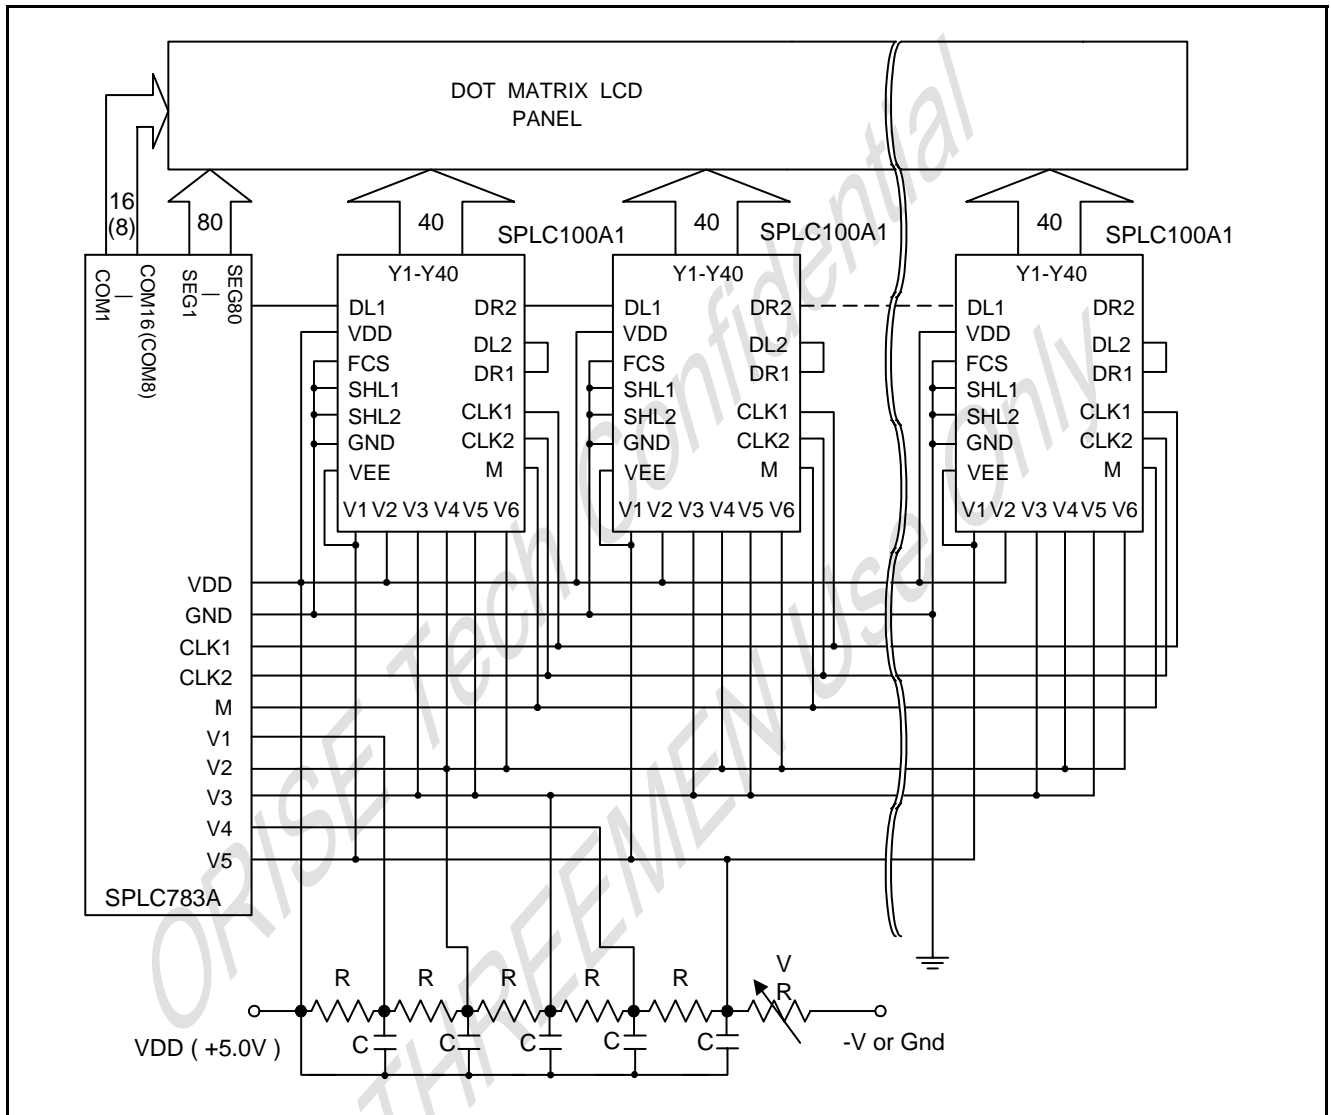 DOT MATRIX LCD
PANEL
16
(8)
80
40
40
40
SPLC100A1
SPLC100A1
SPLC100A1
COM1
|
COM16 (COM8)
SEG1
|
SEG80
Y1-Y40
DL1
VDD
FCS
SHL1
SHL2
GND
VEE
DR2
DL2
DR1
CLK1
CLK2
M
V1 V2 V3 V4 V5 V6
Y1-Y40
DL1
VDD
FCS
SHL1
SHL2
GND
VEE
DR2
DL2
DR1
CLK1
CLK2
M
V1 V2 V3 V4 V5 V6
Y1-Y40
DL1
VDD
FCS
SHL1
SHL2
GND
VEE
DR2
DL2
DR1
CLK1
CLK2
M
V1 V2 V3 V4 V5 V6
VDD
GND
CLK1
CLK2
M
V1
V2
V3
V4
V5
SPLC783A
R R R R R
V
R
C C C C C
VDD ( +5.0V )
-V or Gnd
ORISE Tech Confidential
THREEMEN Use Only